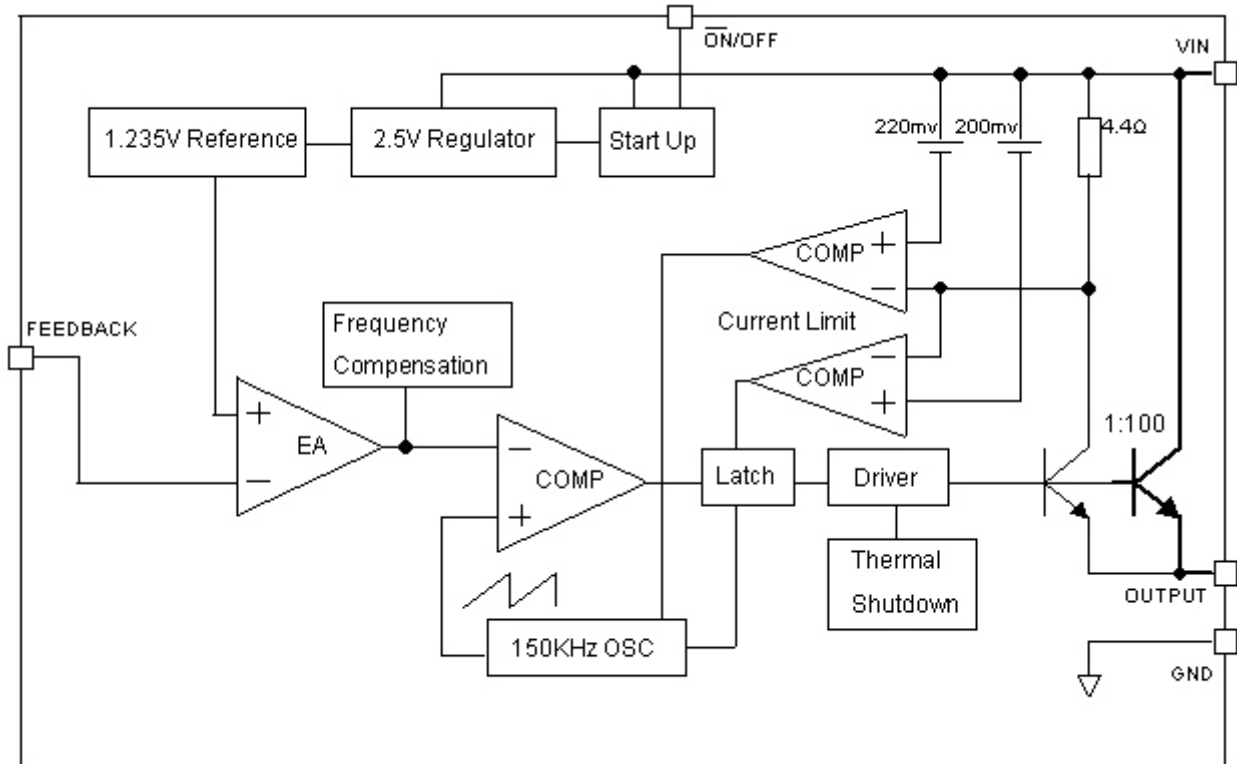 ON/OFF
VIN
1.235V Reference
2.5V Regulator
Start Up
220mv
200mv
4.4Ω
+
COMP
−
FEEDBACK
Frequency
Compensation
Current Limit
−
COMP
+
+
EA
−
−
COMP
+
1:100
Latch
Driver
Thermal
Shutdown
OUTPUT
150KHz OSC
GND